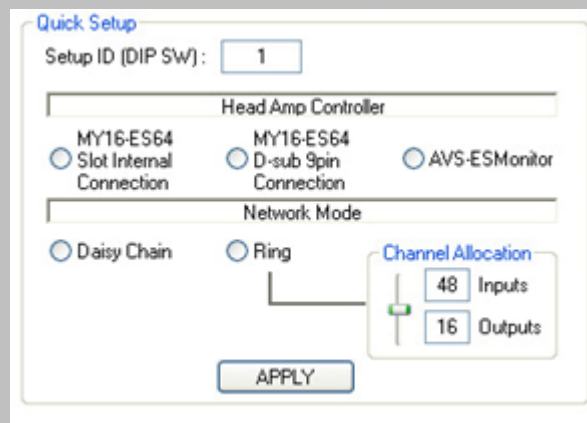 Quick Setup
Setup ID (DIP SW) : 1
Head Amp Controller
MY16-ES64
Slot Internal
Connection
MY16-ES64
D-sub 9pin
Connection
AVS-ESMonitor
Network Mode
Daisy Chain
Ring
Channel Allocation
48 Inputs
16 Outputs
APPLY